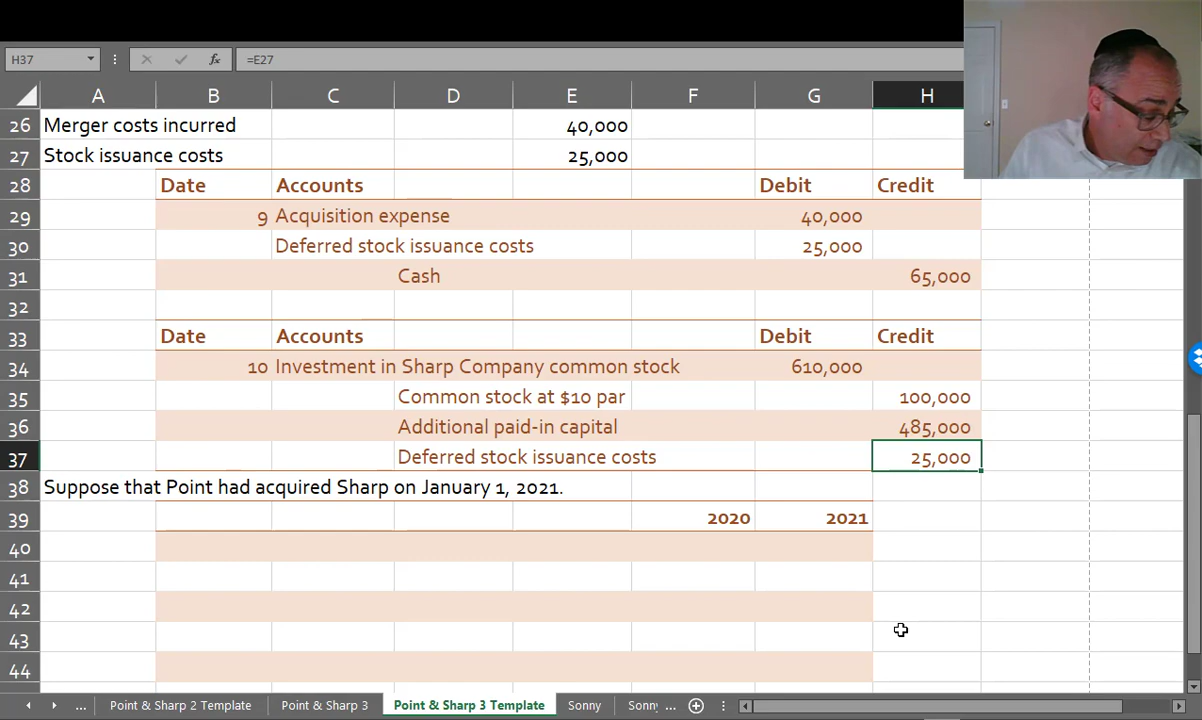 H37 fx =E27
A B C D E F G H
26 Merger costs incurred 40,000
27 Stock issuance costs 25,000
28 Date Accounts Debit Credit
29 9 Acquisition expense 40,000
30 Deferred stock issuance costs 25,000
31 Cash 65,000
32
33 Date Accounts Debit Credit
34 10 Investment in Sharp Company common stock 610,000
35 Common stock at $10 par 100,000
36 Additional paid-in capital 485,000
37 Deferred stock issuance costs 25,000
38 Suppose that Point had acquired Sharp on January 1, 2021.
39 2020 2021
40
41
42
43
44
... Point & Sharp 2 Template Point & Sharp 3 Point & Sharp 3 Template Sonny Sonny ...